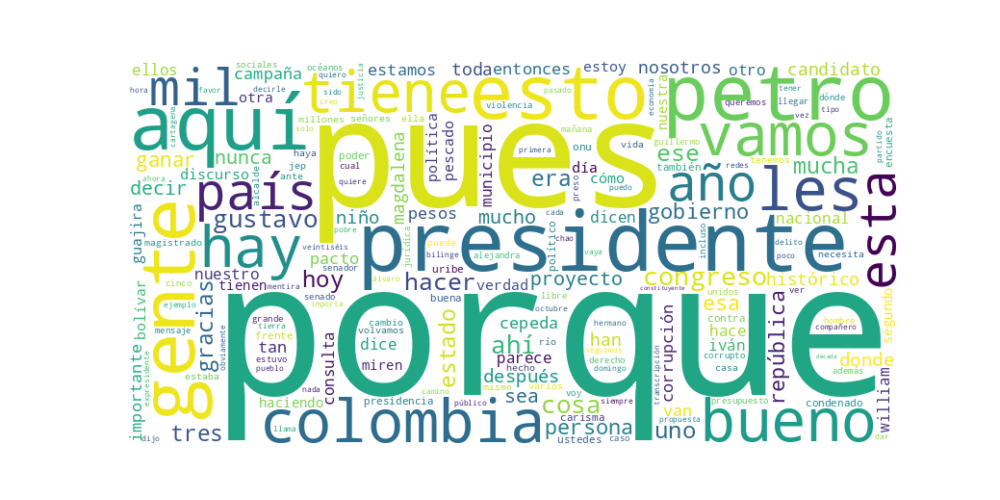 ellos
mil
campaña
otra
aquí
tiene
esto
estamos
toda
entonces
estoy
nosotros
otro
candidato
petro
vamos
pues
porque
presidente
colombia
gente
país
hay
bueno
les
esta
año
ese
mucha
nunca
ganar
discurso
decir
gustavo
niño
pesos
mucho
dicen
gobierno
nacional
era
cómo
día
municipio
pescado
política
magdalena
poder
cual
quiere
haya
jep
ante
alcalde
ahora
guajira
magistrado
nuestro
tienen
veintiséis
mentira
hoy
pacto
uribe
senador
álvaro
hacer
verdad
buena
proyecto
congreso
histórico
esa
unidos
ver
poco
necesita
constituyente
incluso
delito
político
vaya
alejandra
chao
cada
puede
bilinge
jurídica
pobre
hora
sociales
océanos
quiero
decirle
sido
creo
favor
justicia
millones
señores
ella
solo
violencia
primera
onu
mañana
vida
pasado
economía
nuestra
guillermo
también
tenemos
redes
queremos
tener
llegar
dónde
vez
tipo
partido
encuesta
cartagena
preso
puedo
gracias
bolívar
cinco
ejemplo
mensaje
importante
expresidente
estaba
dijo
obviamente
tres
haciendo
tan
grande
tierra
frente
estuvo
pueblo
nada
consulta
senado
importa
cambio
volvamos
dice
miren
presidencia
llama
camino
público
estado
ahí
cepeda
libre
octubre
río
parece
hecho
después
mismo
sea
carisma
varios
voy
siempre
cosa
persona
ustedes
caso
hermano
seguimos
derecho
domingo
han
iván
hace
contra
corrupto
casa
van
propuesta
uno
transcripción
corrupción
república
presupuesto
condenado
década
además
donde
hombre
compañero
segundo
william
dar